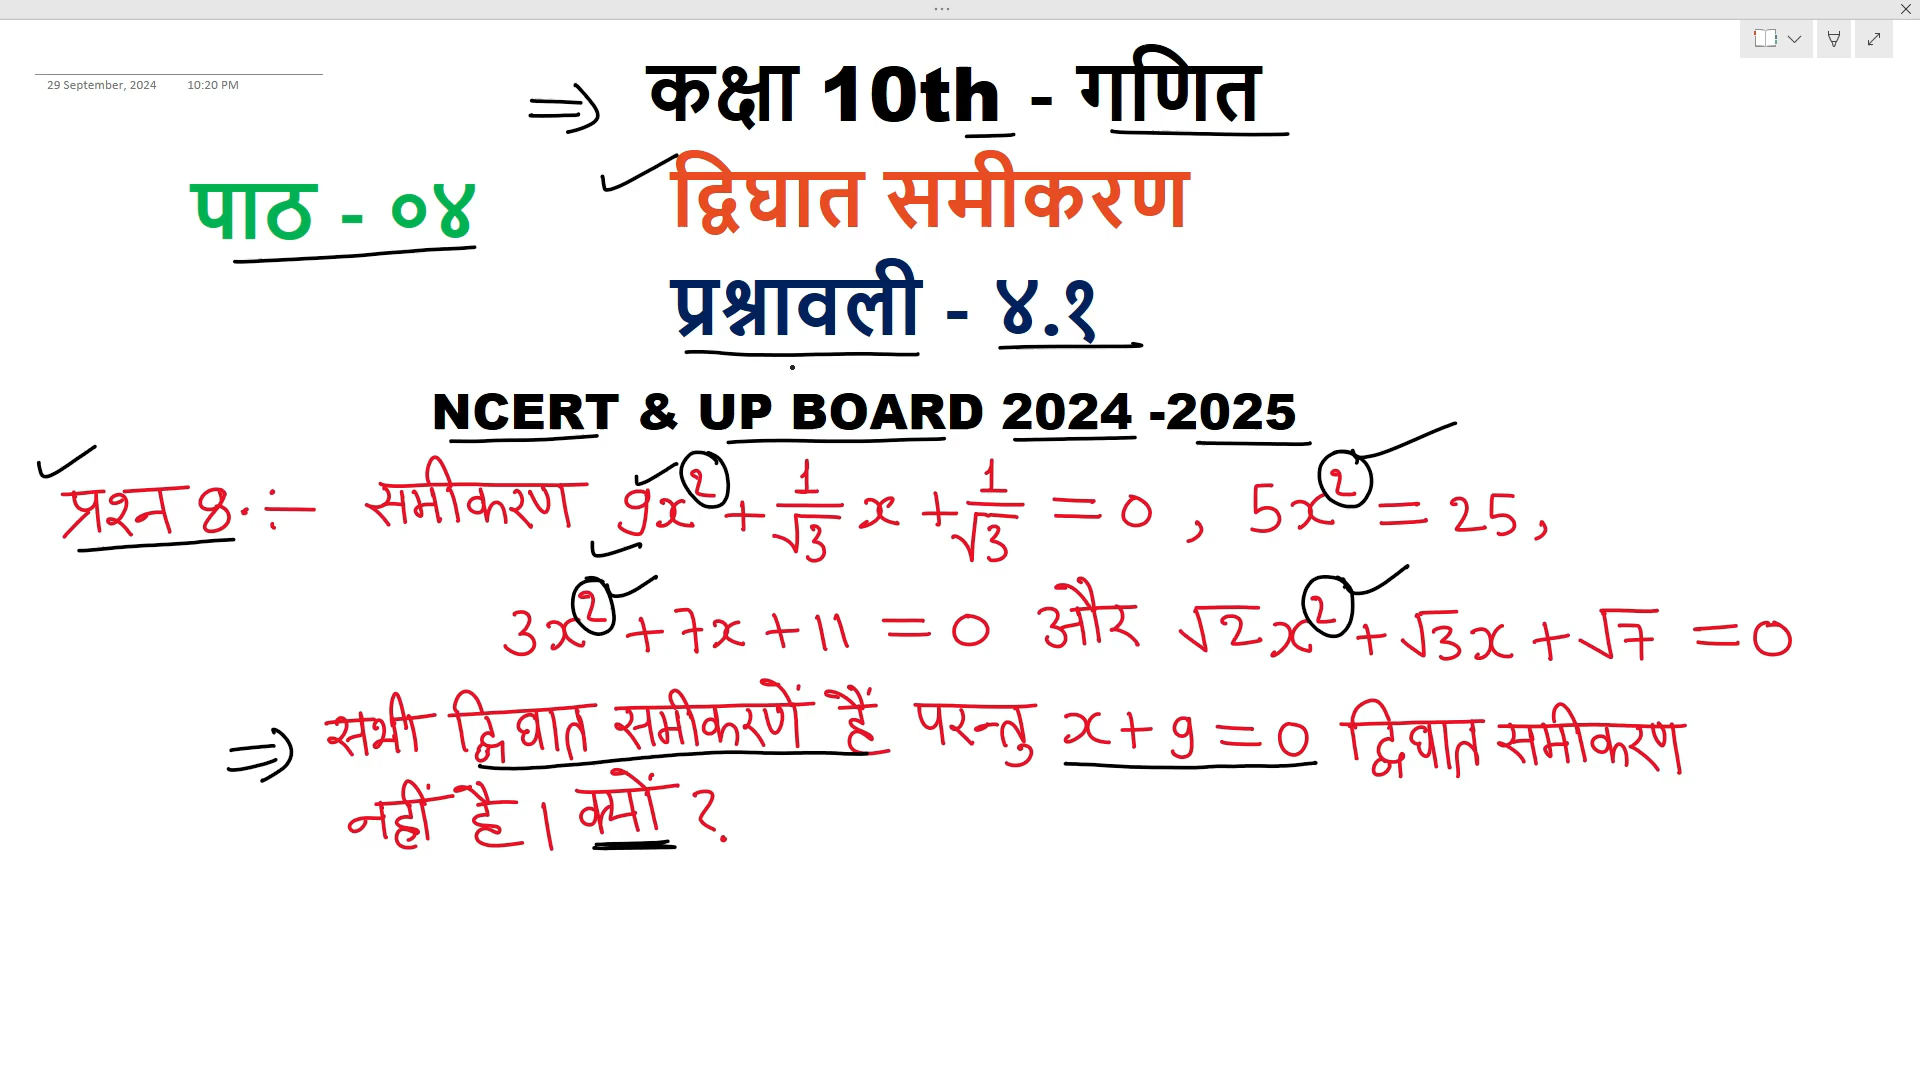 29 September, 2024 10:20 PM
कक्षा 10th - गणित
पाठ - ०४
द्विघात समीकरण
प्रश्नावली - ४.१
NCERT & UP BOARD 2024 -2025
प्रश्न 8. :- समीकरण 9x² + 1/√3 x + 1/√3 = 0 , 5x² = 25 ,
3x² + 7x + 11 = 0 और √2x² + √3x + √7 = 0
⇒ सभी द्विघात समीकरणें हैं परन्तु x + 9 = 0 द्विघात समीकरण
नहीं है । क्यों ?